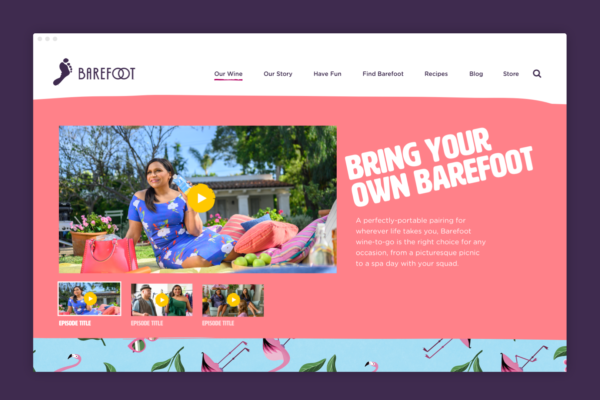 BAREFOOT
Our Wine
Our Story
Have Fun
Find Barefoot
Recipes
Blog
Store
BRING YOUR
OWN BAREFOOT
A perfectly-portable pairing for
wherever life takes you, Barefoot
wine-to-go is the right choice for any
occasion, from a picturesque picnic
to a spa day with your squad.
EPISODE TITLE
EPISODE TITLE
EPISODE TITLE